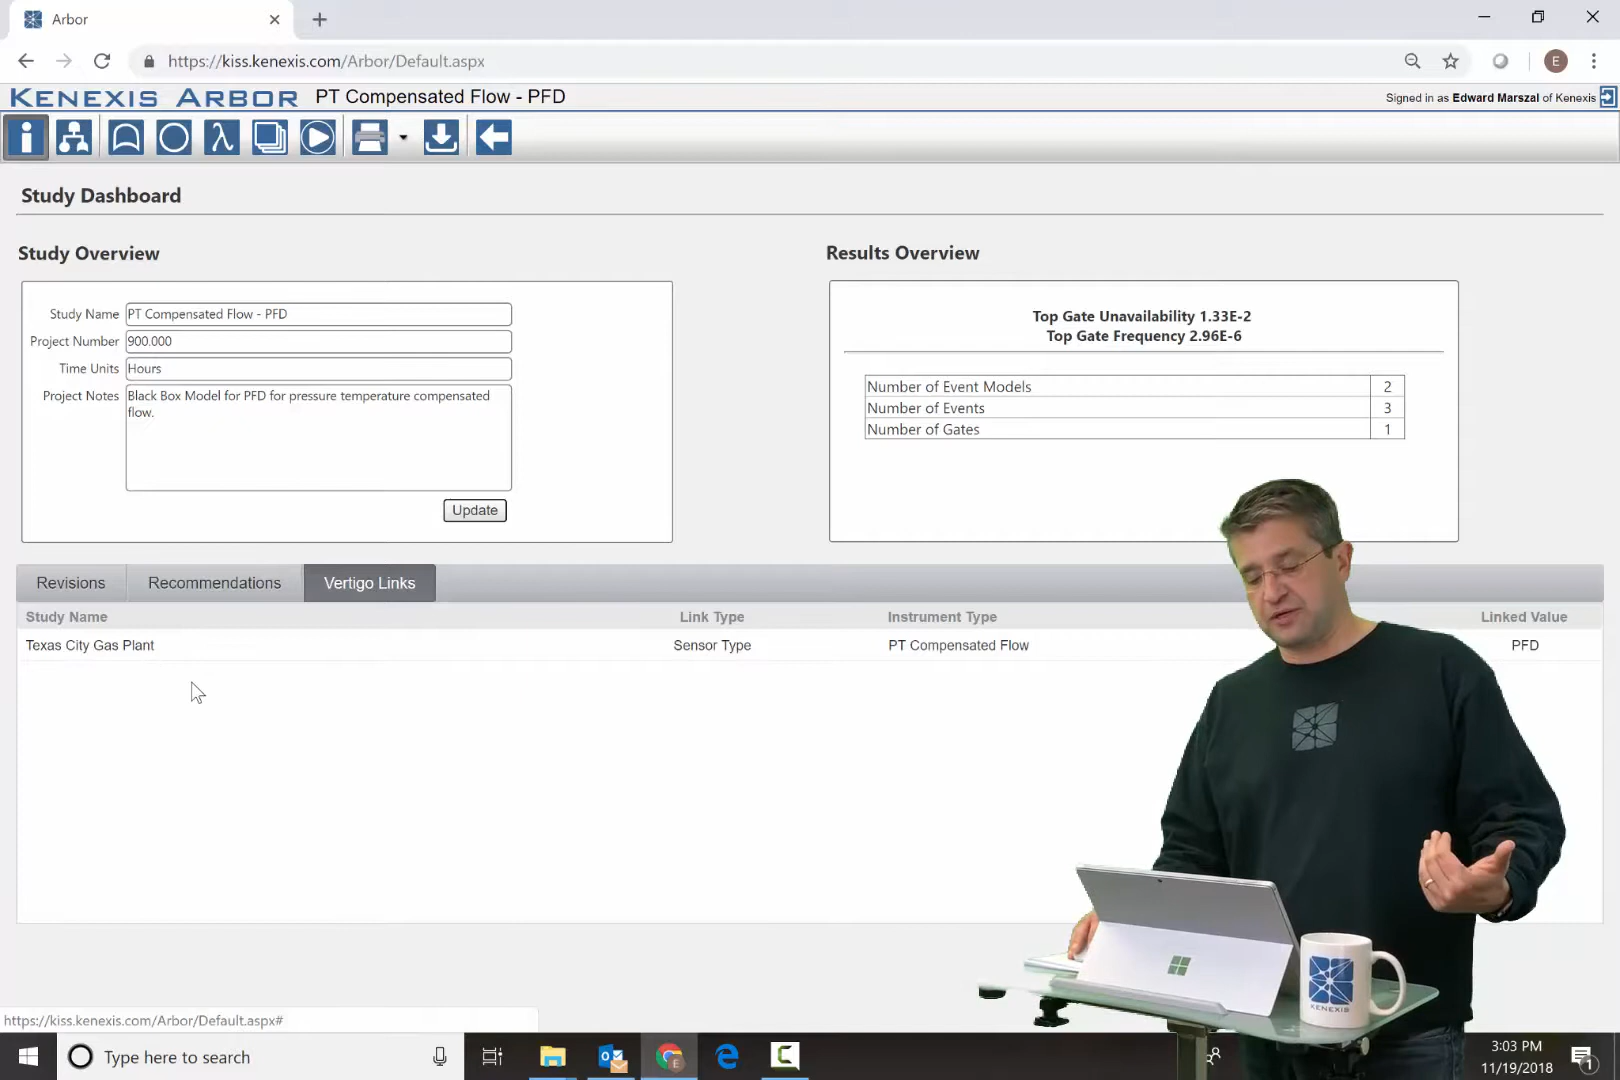 Arbor
https://kiss.kenexis.com/Arbor/Default.aspx
E
KENEXIS ARBOR
PT Compensated Flow - PFD
Signed in as Edward Marszal of Kenexis
Study Dashboard
Study Overview
Study Name
PT Compensated Flow - PFD
Project Number
900.000
Time Units
Hours
Project Notes
Black Box Model for PFD for pressure temperature compensated
flow.
Update
Results Overview
Top Gate Unavailability 1.33E-2
Top Gate Frequency 2.96E-6
Number of Event Models 2
Number of Events 3
Number of Gates 1
Revisions
Recommendations
Vertigo Links
Study Name
Link Type
Instrument Type
Linked Value
Texas City Gas Plant
Sensor Type
PT Compensated Flow
PFD
KENEXIS
https://kiss.kenexis.com/Arbor/Default.aspx#
Type here to search
3:03 PM
11/19/2018
1